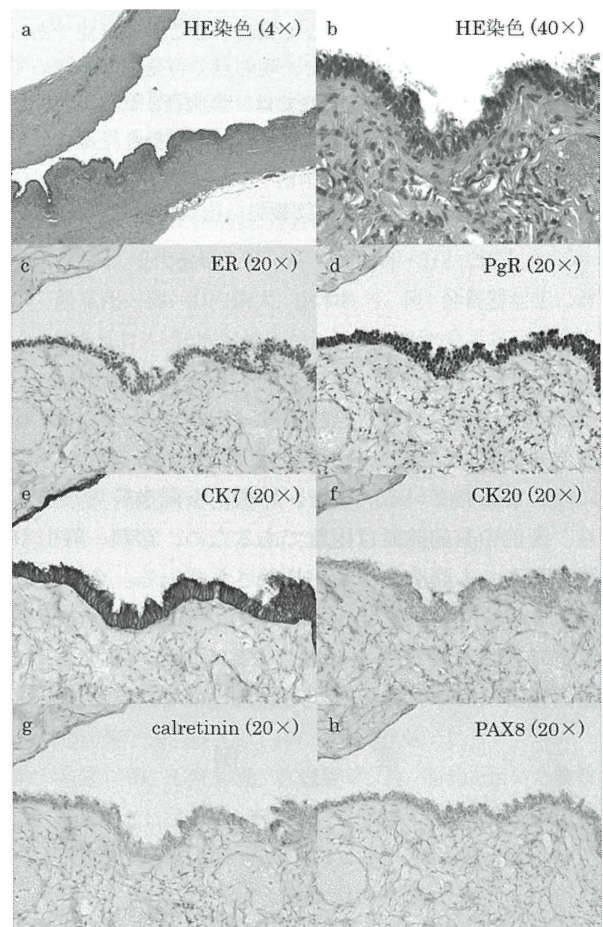 a HE染色 (4×)
b HE染色 (40×)
c ER (20×)
d PgR (20×)
e CK7 (20×)
f CK20 (20×)
g calretinin (20×)
h PAX8 (20×)